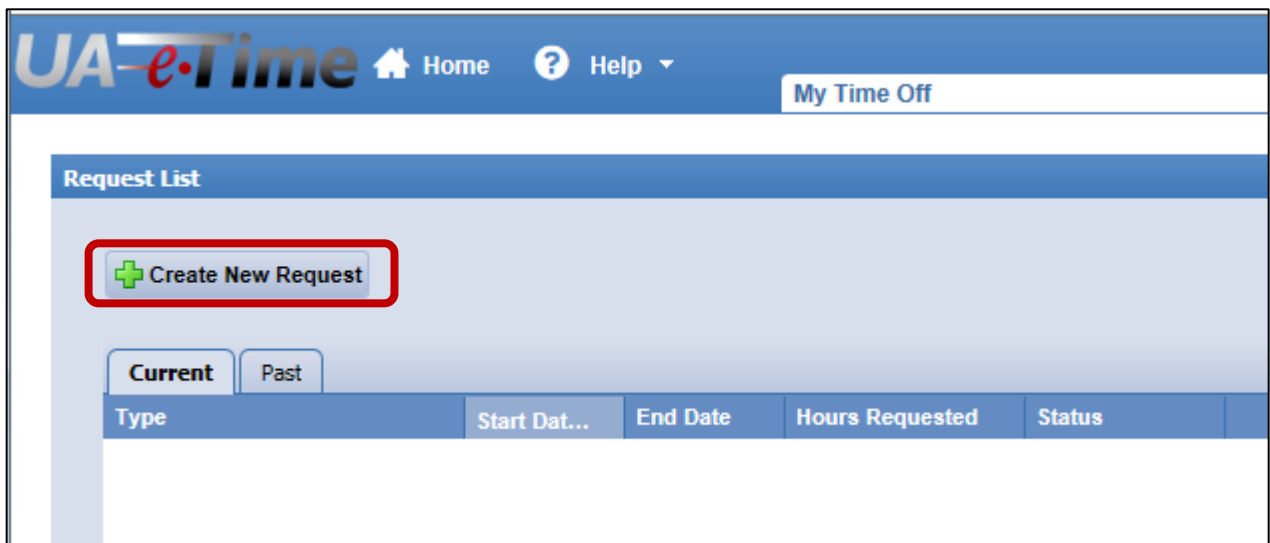 UA-e•Time Home ? Help
My Time Off
Request List
Create New Request
Current Past
Type Start Dat... End Date Hours Requested Status